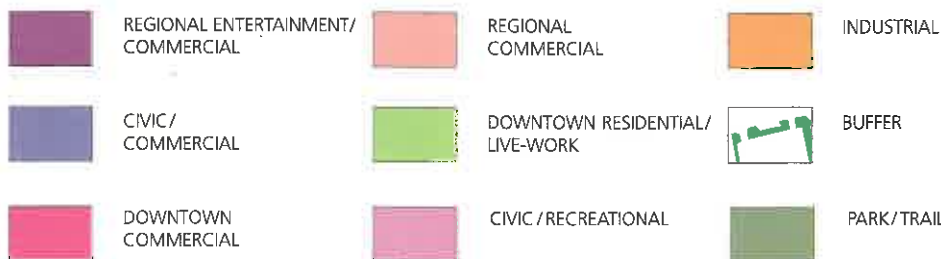 REGIONAL ENTERTAINMENT/
COMMERCIAL
REGIONAL
COMMERCIAL
INDUSTRIAL
CIVIC/
COMMERCIAL
DOWNTOWN RESIDENTIAL/
LIVE-WORK
BUFFER
DOWNTOWN
COMMERCIAL
CIVIC/RECREATIONAL
PARK/TRAIL